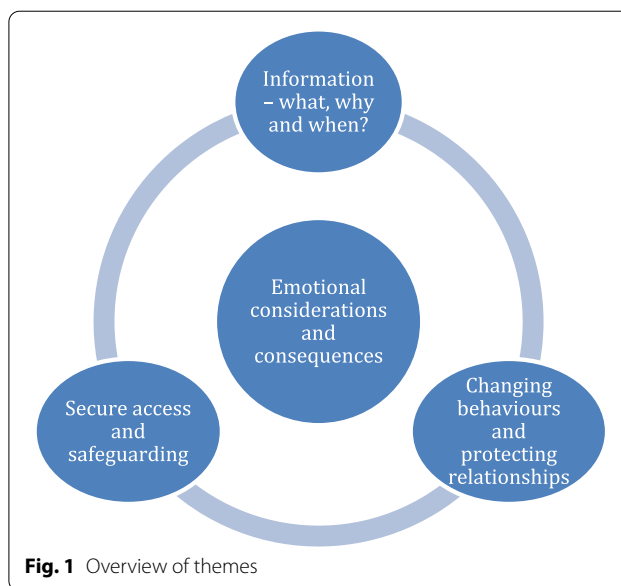 Information
– what, why
and when?
Emotional
considerations
and
consequences
Secure access
and
safeguarding
Changing
behaviours
and
protecting
relationships
Fig. 1 Overview of themes